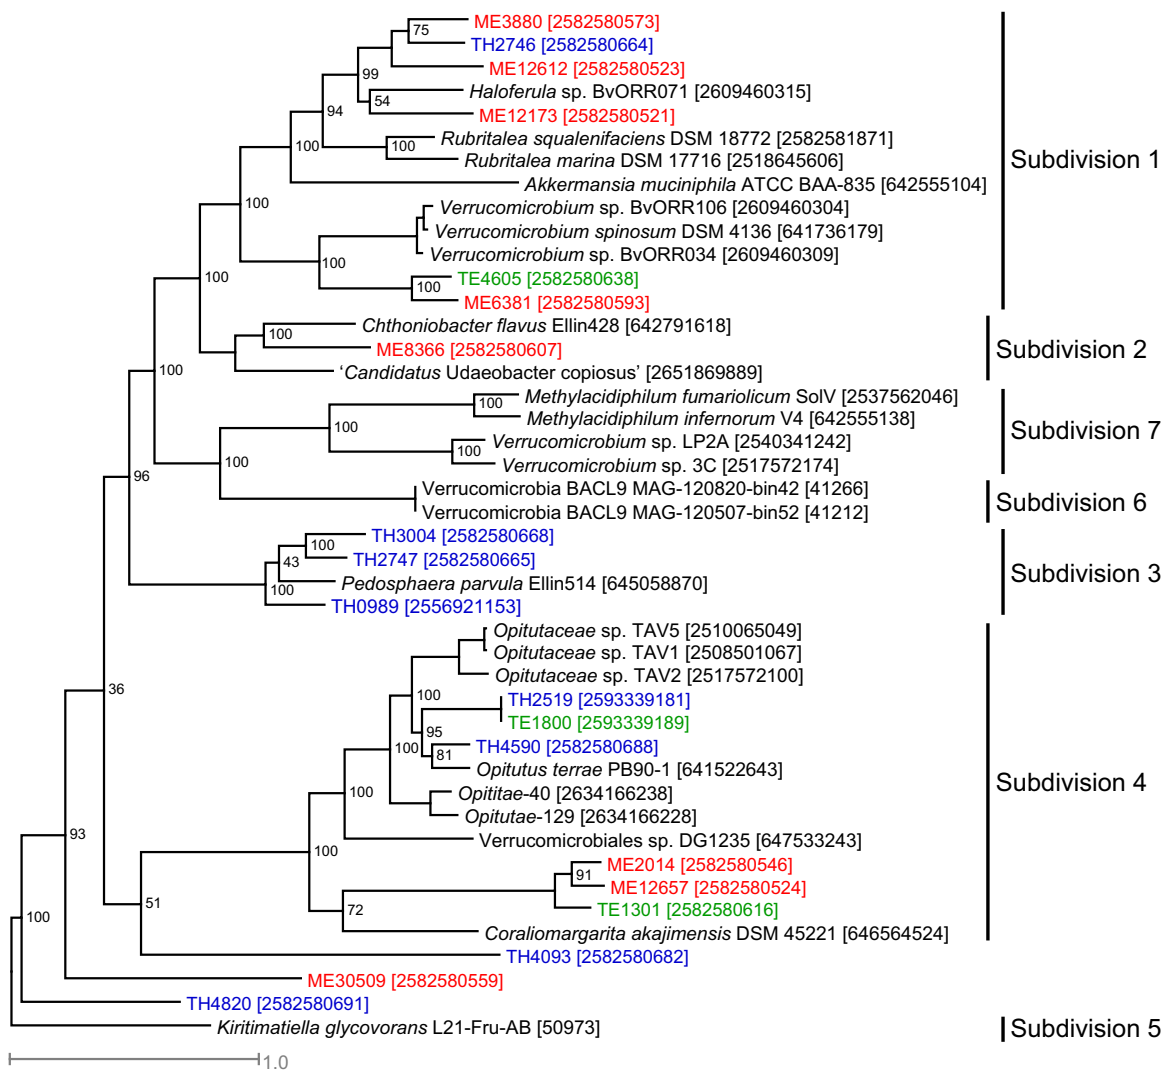 ME3880 [2582580573]
75
TH2746 [2582580664]
ME12612 [2582580523]
99
Haloferula sp. BvORR071 [2609460315]
54
94
ME12173 [2582580521]
Rubritalea squalenifaciens DSM 18772 [2582581871]
100
100
Rubritalea marina DSM 17716 [2518645606]
Subdivision 1
Akkermansia muciniphila ATCC BAA-835 [642555104]
100
Verrucomicrobium sp. BvORR106 [2609460304]
Verrucomicrobium spinosum DSM 4136 [641736179]
Verrucomicrobium sp. BvORR034 [2609460309]
100
100
TE4605 [2582580638]
100
ME6381 [2582580593]
Chthoniobacter flavus Ellin428 [642791618]
100
ME8366 [2582580607]
Subdivision 2
100
'Candidatus Udaeobacter copiosus' [2651869889]
Methylacidiphilum fumariolicum SolV [2537562046]
100
Methylacidiphilum infernorum V4 [642555138]
100
Subdivision 7
Verrucomicrobium sp. LP2A [2540341242]
100
100
Verrucomicrobium sp. 3C [2517572174]
96
Verrucomicrobia BACL9 MAG-120820-bin42 [41266]
Subdivision 6
Verrucomicrobia BACL9 MAG-120507-bin52 [41212]
TH3004 [2582580668]
100
TH2747 [2582580665]
43
Subdivision 3
Pedosphaera parvula Ellin514 [645058870]
100
TH0989 [2556921153]
Opitutaceae sp. TAV5 [2510065049]
Opitutaceae sp. TAV1 [2508501067]
Opitutaceae sp. TAV2 [2517572100]
36
100
TH2519 [2593339181]
TE1800 [2593339189]
95
100
TH4590 [2582580688]
81
Opitutus terrae PB90-1 [641522643]
Subdivision 4
100
Opititae-40 [2634166238]
Opitutae-129 [2634166228]
93
Verrucomicrobiales sp. DG1235 [647533243]
100
ME2014 [2582580546]
91
ME12657 [2582580524]
51
72
TE1301 [2582580616]
100
Coraliomargarita akajimensis DSM 45221 [646564524]
TH4093 [2582580682]
ME30509 [2582580559]
TH4820 [2582580691]
Kiritimatiella glycovorans L21-Fru-AB [50973]
Subdivision 5
1.0